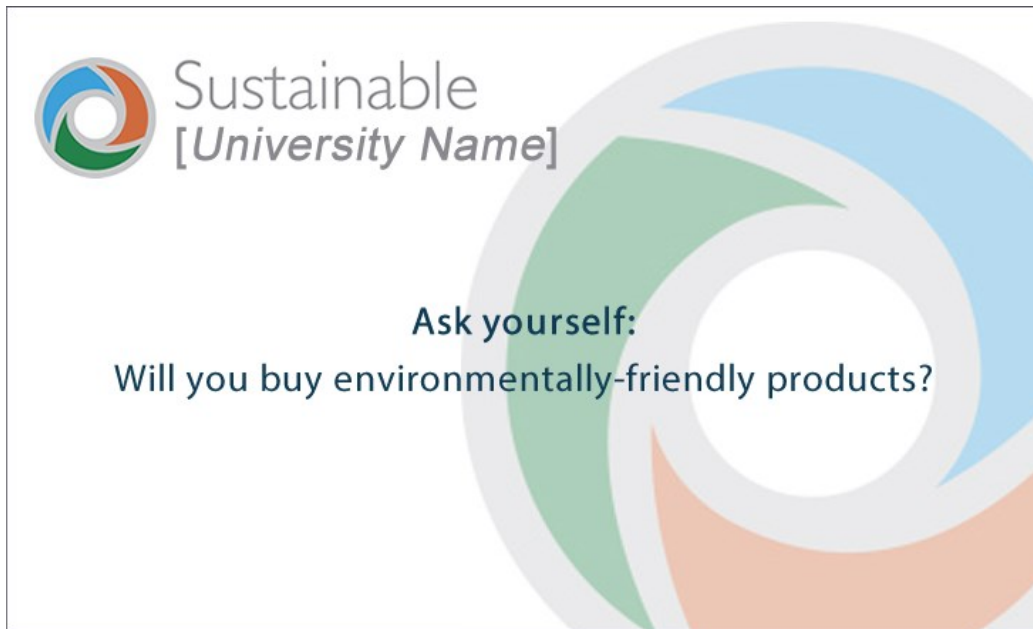 Sustainable
[University Name]
Ask yourself:
Will you buy environmentally-friendly products?